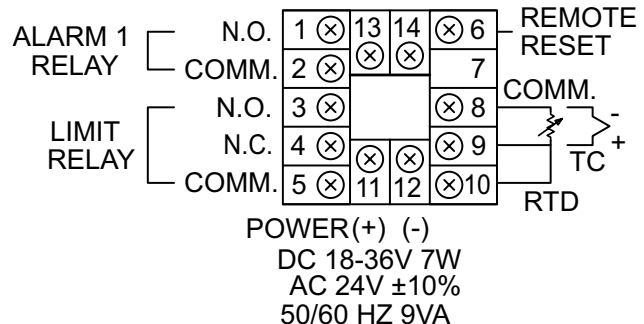 ALARM 1
RELAY
N.O.
COMM.
LIMIT
RELAY
N.O.
N.C.
COMM.
1
2
3
4
5
13
14
11
12
6
7
8
9
10
REMOTE
RESET
COMM.
-
+
TC
RTD
POWER (+) (-)
DC 18-36V 7W
AC 24V ±10%
50/60 HZ 9VA